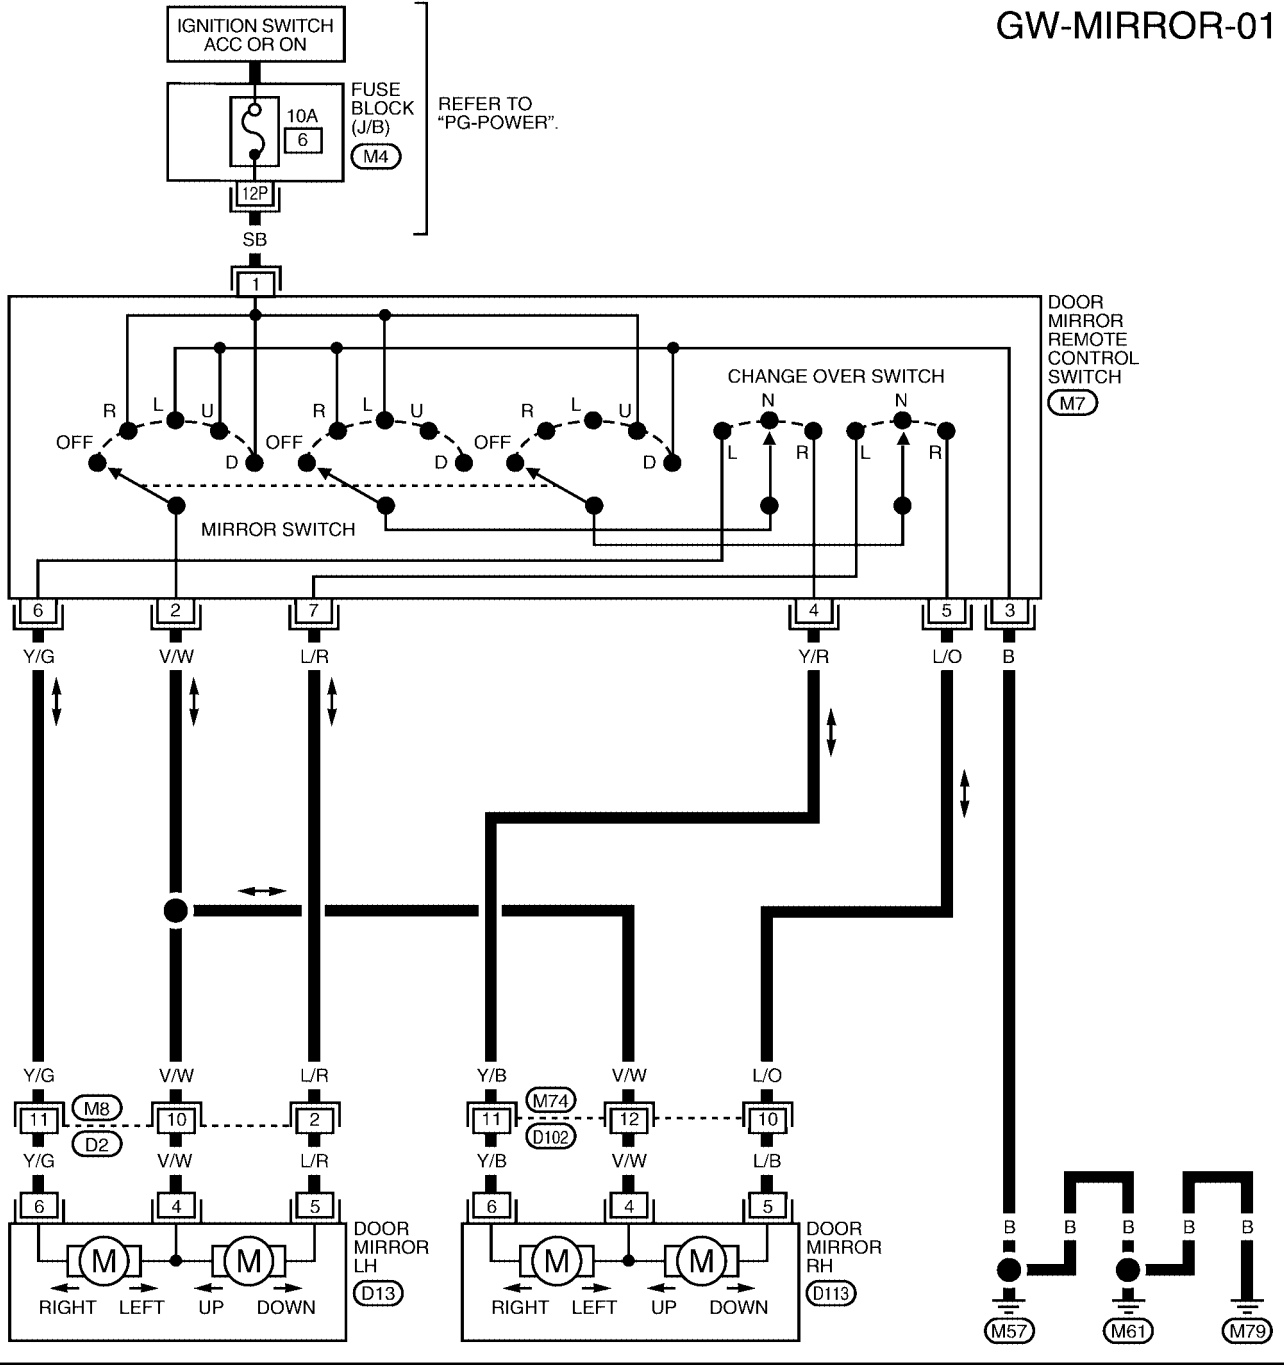 GW-MIRROR-01
IGNITION SWITCH
ACC OR ON
FUSE
BLOCK
(J/B)
M4
10A
6
REFER TO
“PG-POWER”.
12P
SB
1
DOOR
MIRROR
REMOTE
CONTROL
SWITCH
M7
CHANGE OVER SWITCH
OFF R L U D
OFF R L U D
OFF R L U D
L N R
L N R
MIRROR SWITCH
6 2 7 4 5 3
Y/G V/W L/R Y/R L/O B
Y/G V/W L/R Y/B V/W L/O
M8 M74
11 10 2 11 12 10
D2 D102
Y/G V/W L/R Y/B V/W L/B
6 4 5 6 4 5
B B B B B
DOOR
MIRROR
LH
D13
M M
RIGHT LEFT UP DOWN
DOOR
MIRROR
RH
D113
M M
RIGHT LEFT UP DOWN
M57 M61 M79